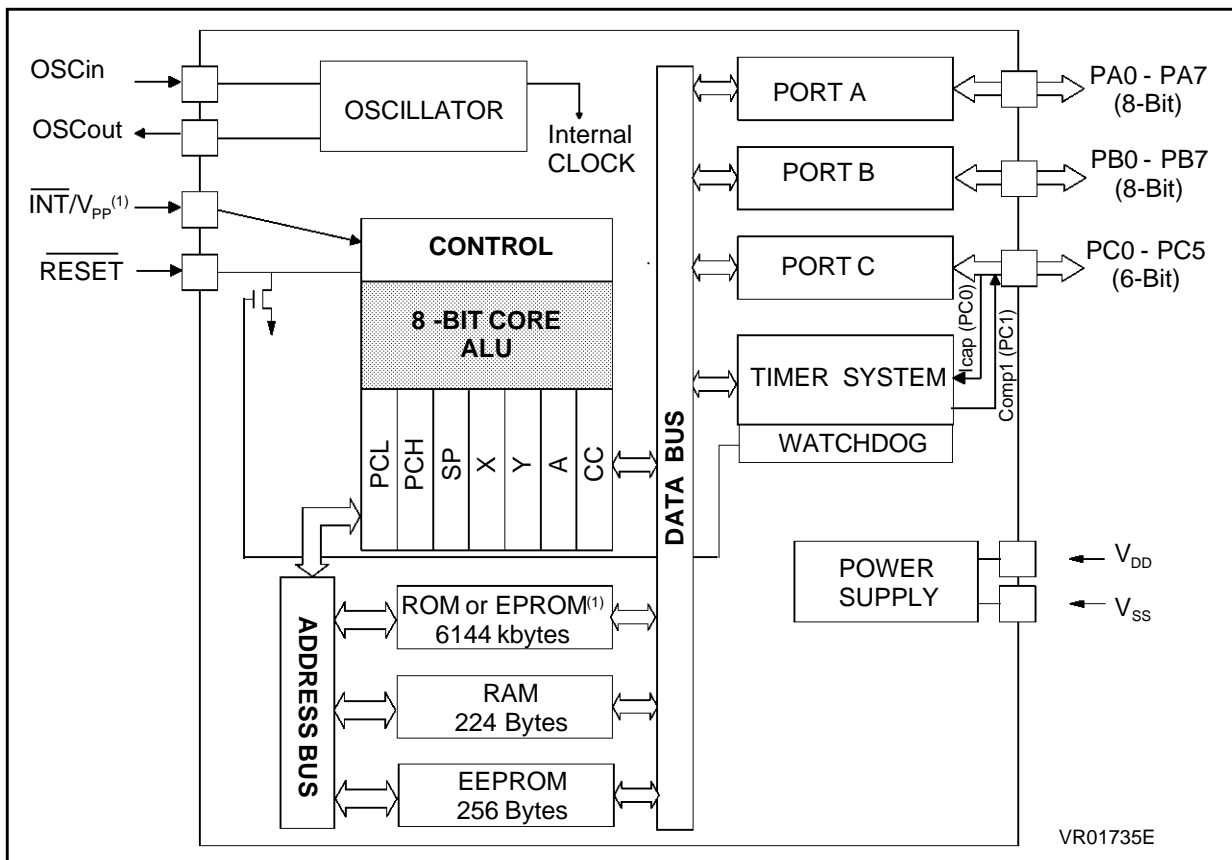 OSCin
OSCout
INT/VPP(1)
RESET
OSCILLATOR
Internal
CLOCK
CONTROL
8 -BIT CORE
ALU
PCL
PCH
SP
X
Y
A
CC
ADDRESS BUS
ROM or EPROM(1)
6144 kbytes
RAM
224 Bytes
EEPROM
256 Bytes
DATA BUS
PORT A
PORT B
PORT C
TIMER SYSTEM
WATCHDOG
Icap (PC0)
Comp1 (PC1)
PA0 - PA7
(8-Bit)
PB0 - PB7
(8-Bit)
PC0 - PC5
(6-Bit)
POWER
SUPPLY
VDD
VSS
VR01735E